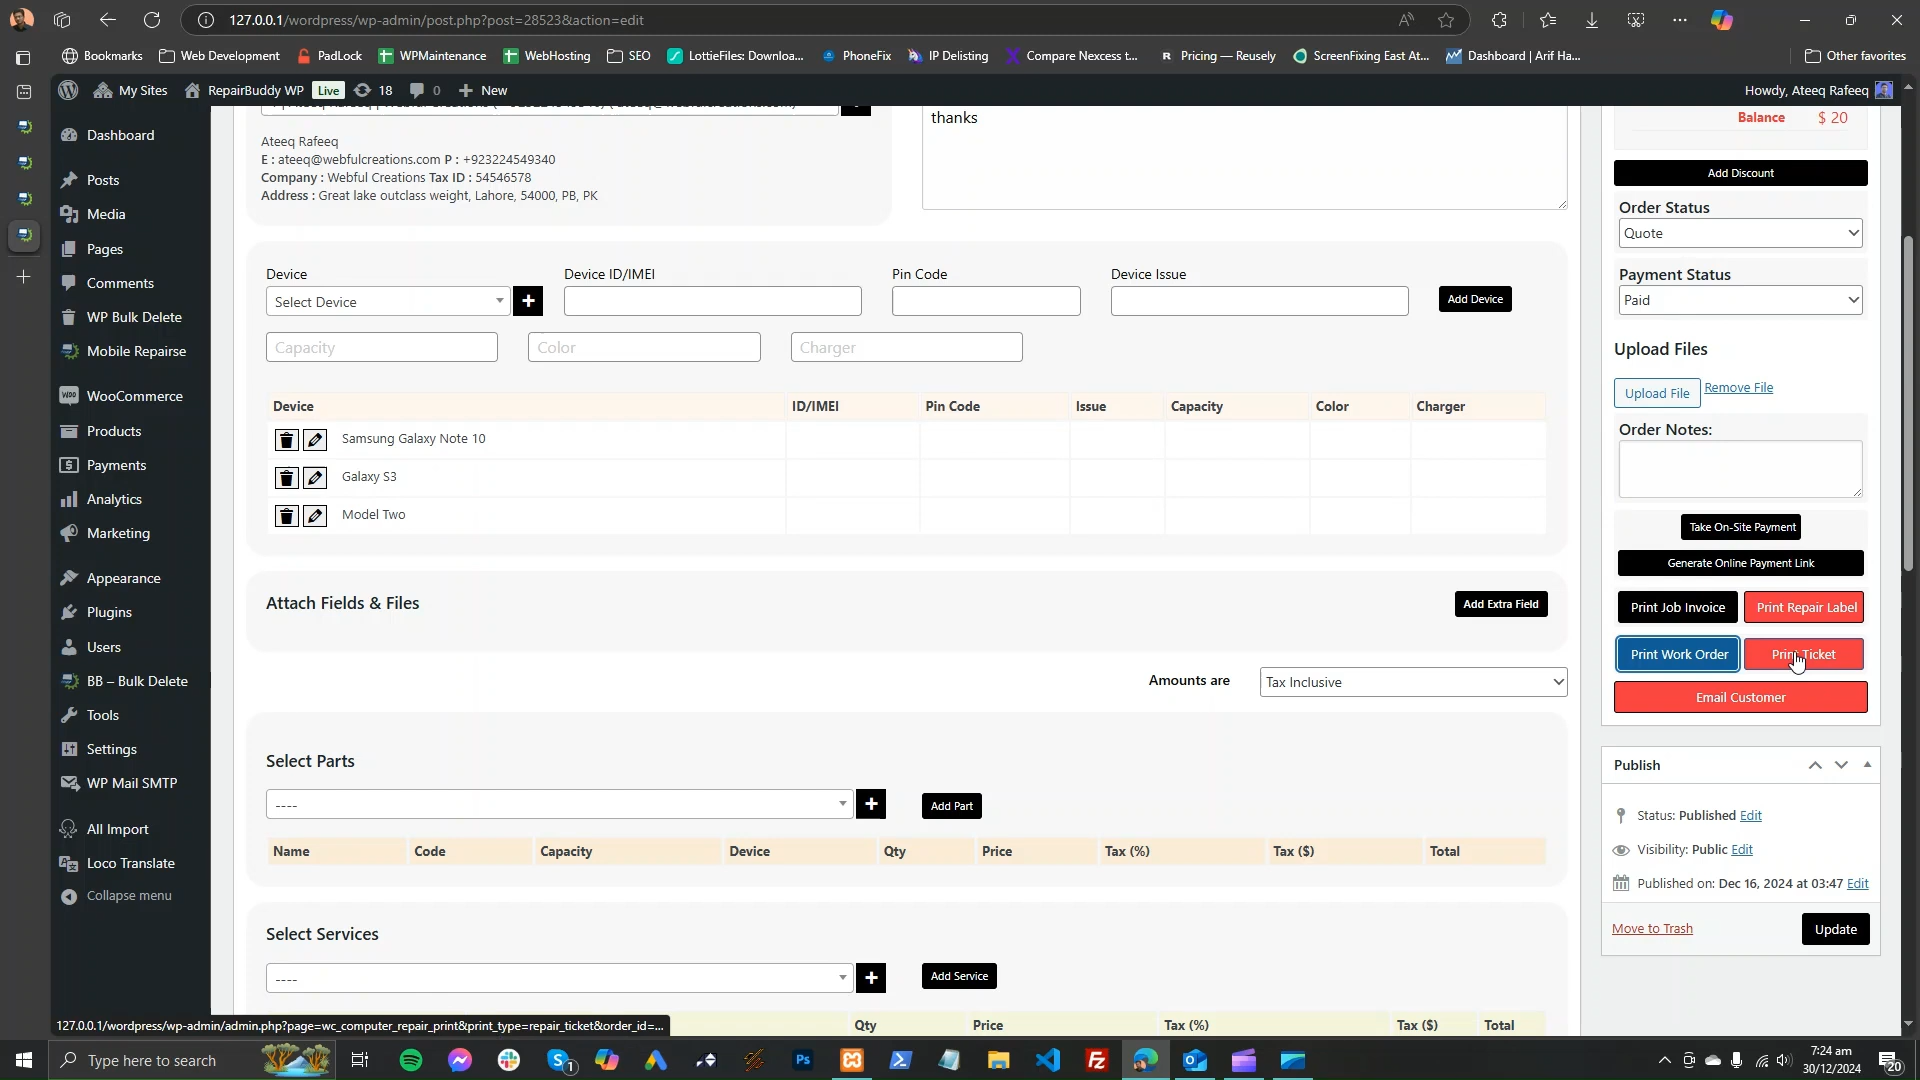 127.0.0.1/wordpress/wp-admin/post.php?post=28523&action=edit
Bookmarks
Web Development
PadLock
WPMaintenance
WebHosting
SEO
LottieFiles: Downloa...
PhoneFix
IP Delisting
Compare Nexcess t...
Pricing — Reusely
ScreenFixing East At...
Dashboard | Arif Ha...
Other favorites
My Sites
RepairBuddy WP
Live
18
0
New
Howdy, Ateeq Rafeeq
Dashboard
Posts
Media
Pages
Comments
WP Bulk Delete
Mobile Repairse
WooCommerce
Products
Payments
Analytics
Marketing
Appearance
Plugins
Users
BB – Bulk Delete
Tools
Settings
WP Mail SMTP
All Import
Loco Translate
Collapse menu
Ateeq Rafeeq
E : ateeq@webfulcreations.com P : +923224549340
Company : Webful Creations Tax ID : 54546578
Address : Great lake outclass weight, Lahore, 54000, PB, PK
thanks
Device
Device ID/IMEI
Pin Code
Device Issue
Select Device
Add Device
Capacity
Color
Charger
Device ID/IMEI Pin Code Issue Capacity Color Charger
Samsung Galaxy Note 10
Galaxy S3
Model Two
Attach Fields & Files
Add Extra Field
Amounts are
Tax Inclusive
Select Parts
----
Add Part
Name Code Capacity Device Qty Price Tax (%) Tax ($) Total
Select Services
----
Add Service
Qty Price Tax (%) Tax ($) Total
Balance $ 20
Add Discount
Order Status
Quote
Payment Status
Paid
Upload Files
Upload File
Remove File
Order Notes:
Take On-Site Payment
Generate Online Payment Link
Print Job Invoice
Print Repair Label
Print Work Order
Print Ticket
Email Customer
Publish
Status: Published Edit
Visibility: Public Edit
Published on: Dec 16, 2024 at 03:47 Edit
Move to Trash
Update
127.0.0.1/wordpress/wp-admin/admin.php?page=wc_computer_repair_print&print_type=repair_ticket&order_id=...
Type here to search
1
7:24 am
30/12/2024
20